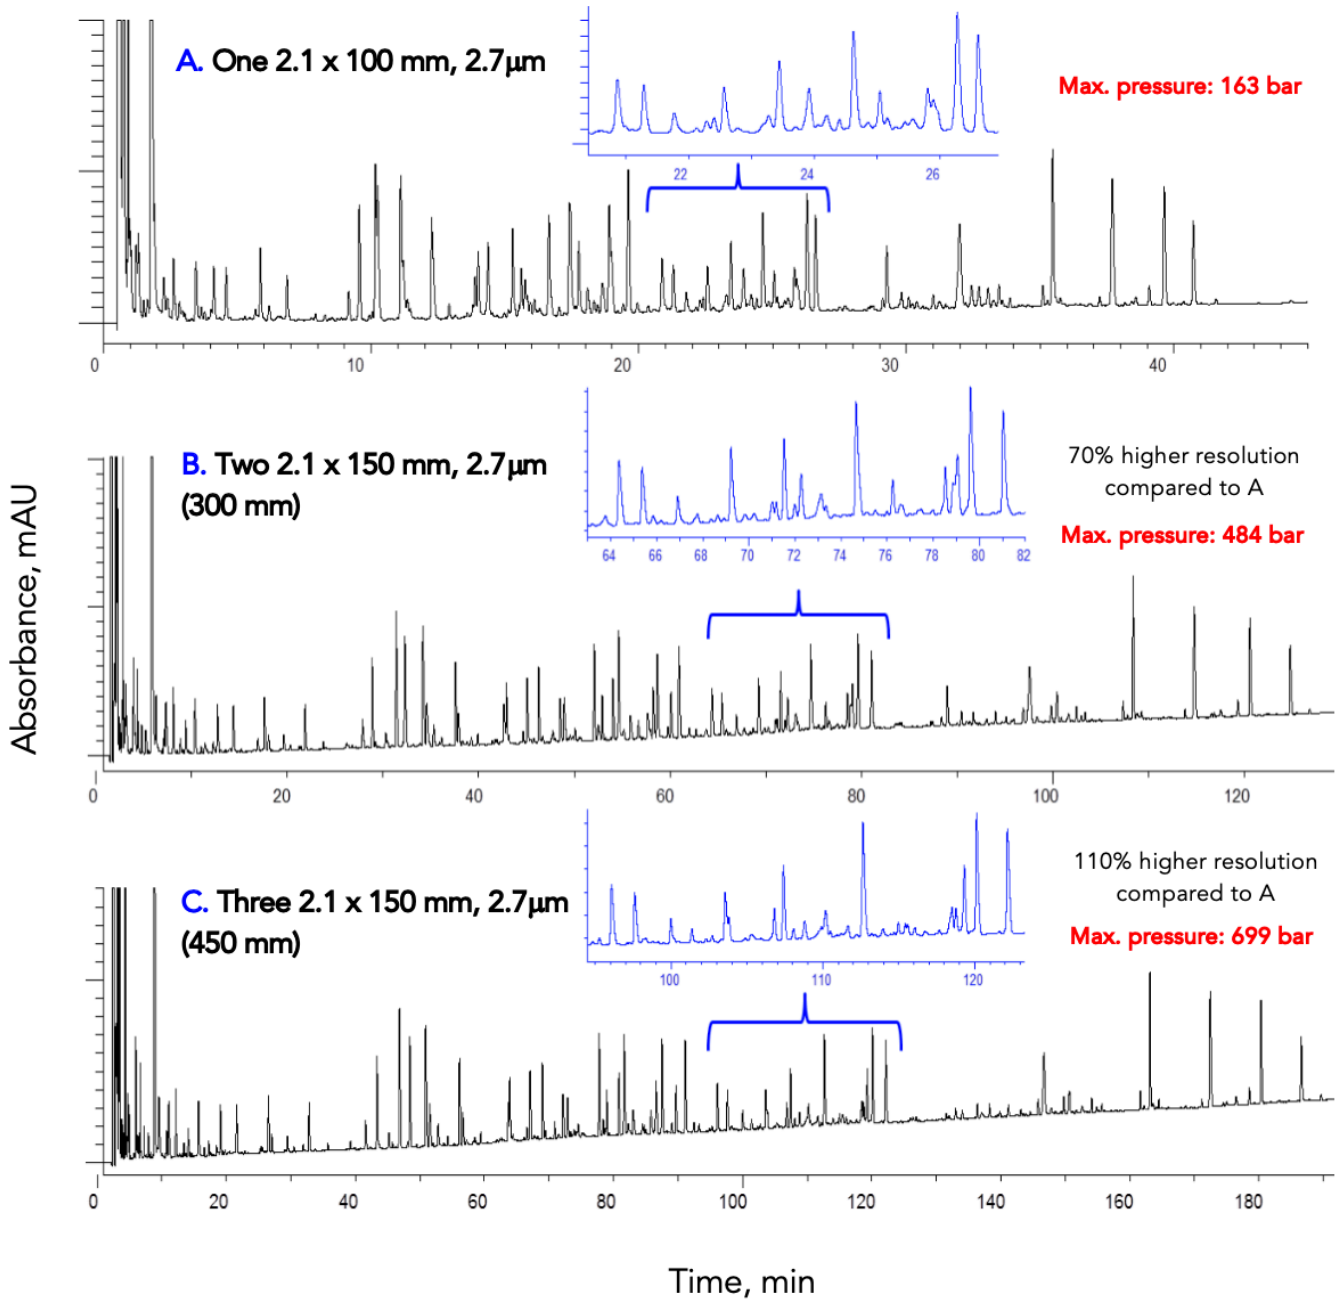 A. One 2.1 x 100 mm, 2.7µm
Max. pressure: 163 bar
22 24 26
0 10 20 30 40
B. Two 2.1 x 150 mm, 2.7µm
(300 mm)
70% higher resolution
compared to A
Max. pressure: 484 bar
64 66 68 70 72 74 76 78 80 82
0 20 40 60 80 100 120
C. Three 2.1 x 150 mm, 2.7µm
(450 mm)
110% higher resolution
compared to A
Max. pressure: 699 bar
100 110 120
0 20 40 60 80 100 120 140 160 180
Absorbance, mAU
Time, min